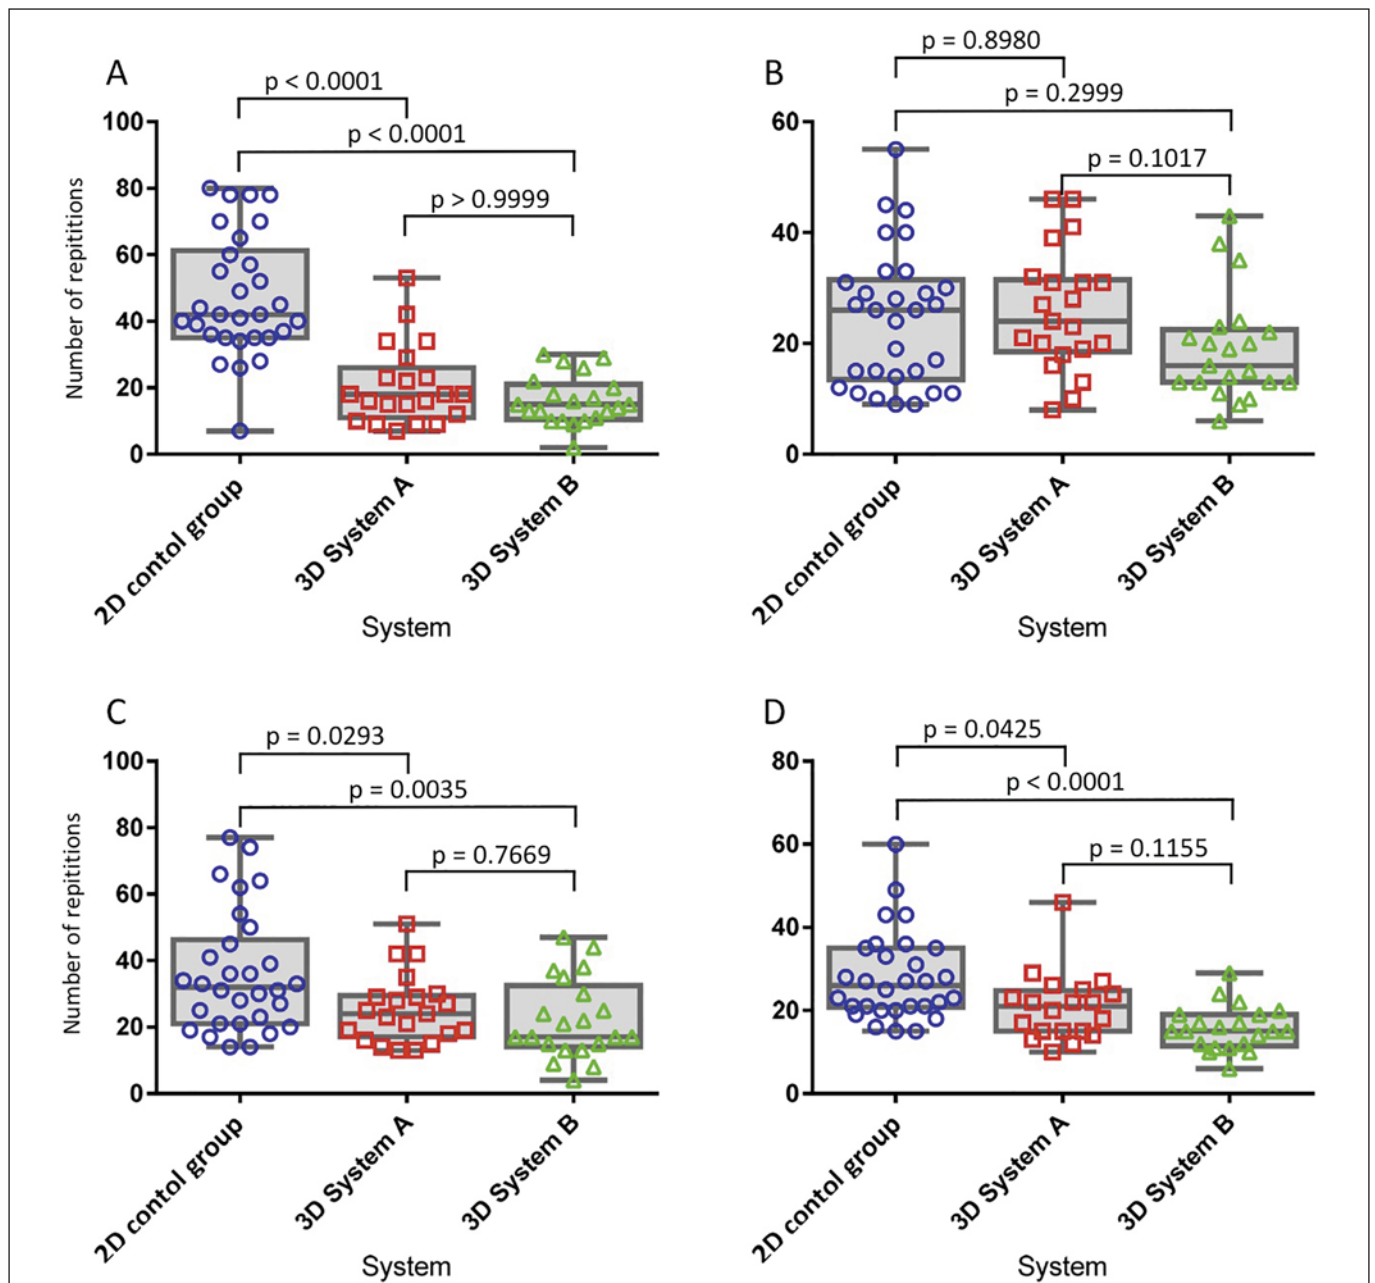 A
p < 0.0001
p < 0.0001
p > 0.9999
Number of repititions
100
80
60
40
20
0
2D contol group
3D System A
3D System B
System
B
p = 0.8980
p = 0.2999
p = 0.1017
60
40
20
0
2D contol group
3D System A
3D System B
System
C
p = 0.0293
p = 0.0035
p = 0.7669
Number of repititions
100
80
60
40
20
0
2D contol group
3D System A
3D System B
System
D
p = 0.0425
p < 0.0001
p = 0.1155
80
60
40
20
0
2D contol group
3D System A
3D System B
System